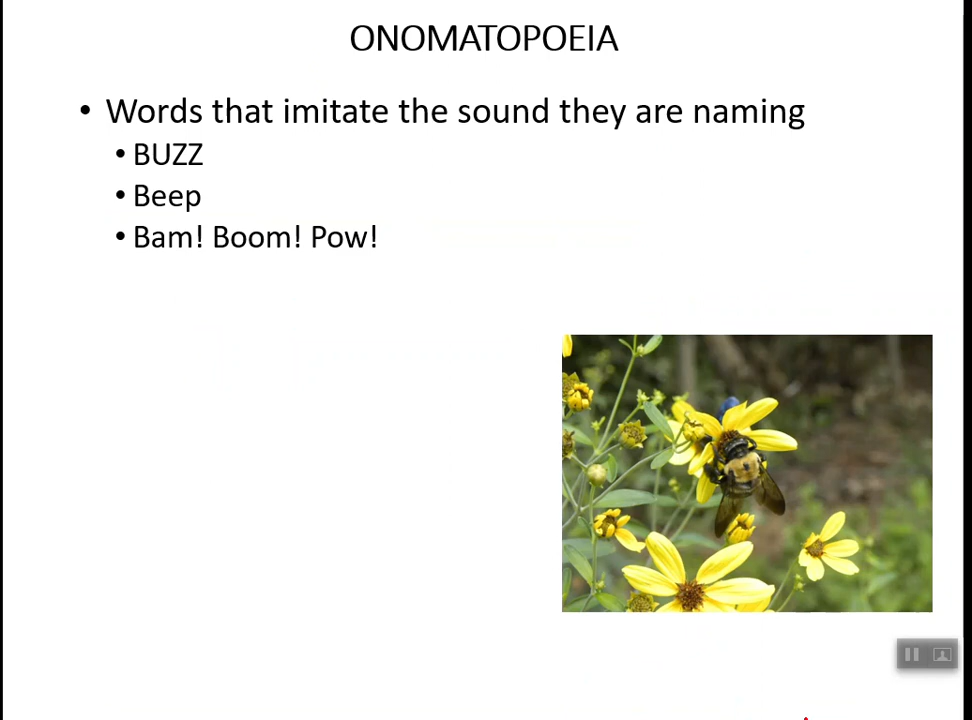 ONOMATOPOEIA
• Words that imitate the sound they are naming
• BUZZ
• Beep
• Bam! Boom! Pow!